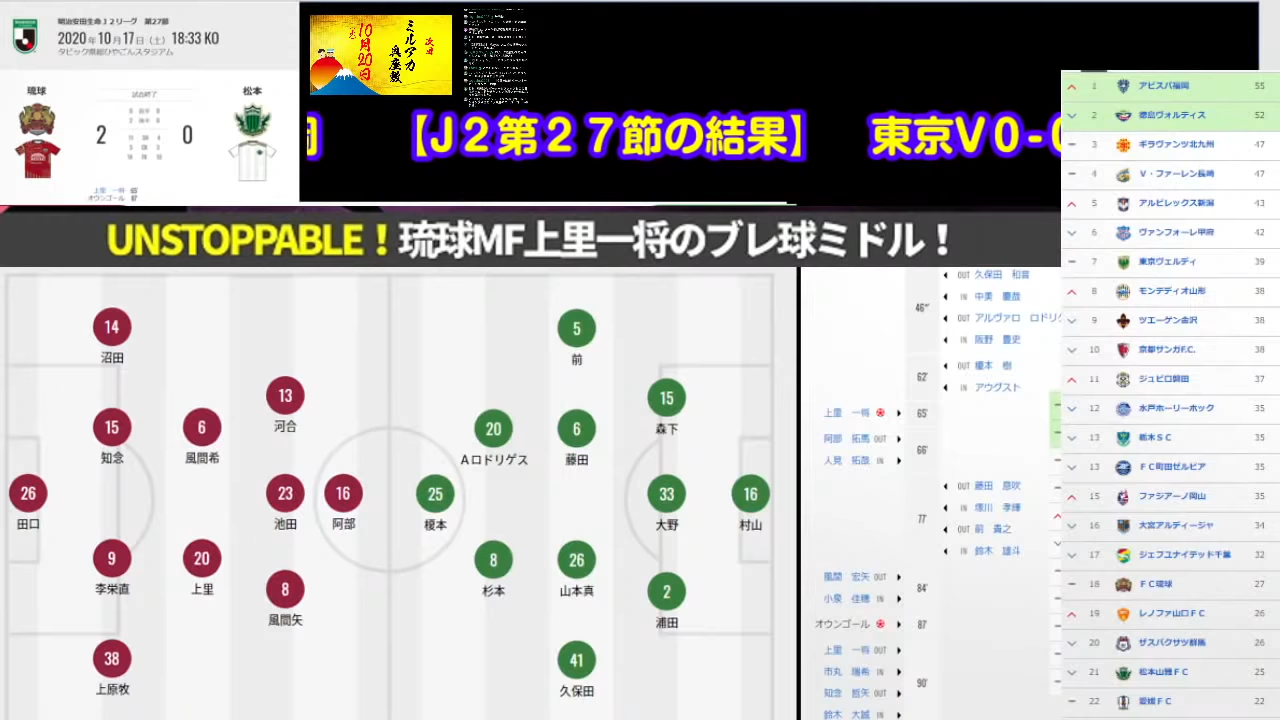 明治安田生命Ｊ２リーグ 第27節
2020年10月17日(土) 18:33 KO
タピック県総ひやごんスタジアム
琉球
松本
試合終了
2
0
0 前半 0
2 後半 0
上里 一将 65'
オウンゴール 87'
次回
ミルアカ
奥座敷
10月20日
【Ｊ２第２７節の結果】 東京Ｖ０-０
UNSTOPPABLE！琉球MF上里一将のブレ球ミドル！
14
沼田
15
知念
26
田口
9
李栄直
38
上原牧
6
風間希
20
上里
13
河合
23
池田
8
風間矢
16
阿部
25
榎本
20
Ａロドリゲス
8
杉本
5
前
6
藤田
26
山本真
41
久保田
15
森下
33
大野
2
浦田
16
村山
OUT 久保田 和音
46*'
IN 中美 慶哉
OUT アルヴァロ ロドリゲ
IN 阪野 豊史
OUT 榎本 樹
62'
IN アウグスト
上里 一将 65'
阿部 拓馬 OUT
66'
人見 拓哉 IN
OUT 藤田 息吹
IN 塚川 孝輝
77'
OUT 前 貴之
IN 鈴木 雄斗
風間 宏矢 OUT
84'
小泉 佳穂 IN
オウンゴール 87'
上里 一将 OUT
市丸 瑞希 IN
90'
知念 哲矢 OUT
鈴木 大誠 IN
1 アビスパ福岡 55
2 徳島ヴォルティス 52
3 ギラヴァンツ北九州 47
4 Ｖ・ファーレン長崎 47
5 アルビレックス新潟 43
6 ヴァンフォーレ甲府 42
7 東京ヴェルディ 39
8 モンテディオ山形 38
9 ツエーゲン金沢 38
10 京都サンガF.C. 38
11 ジュビロ磐田 37
12 水戸ホーリーホック 35
13 栃木ＳＣ 35
13 ＦＣ町田ゼルビア 35
15 ファジアーノ岡山 35
16 大宮アルディージャ 34
17 ジェフユナイテッド千葉 32
18 ＦＣ琉球 27
19 レノファ山口ＦＣ 26
20 ザスパクサツ群馬 26
21 松本山雅ＦＣ 25
22 愛媛ＦＣ 22